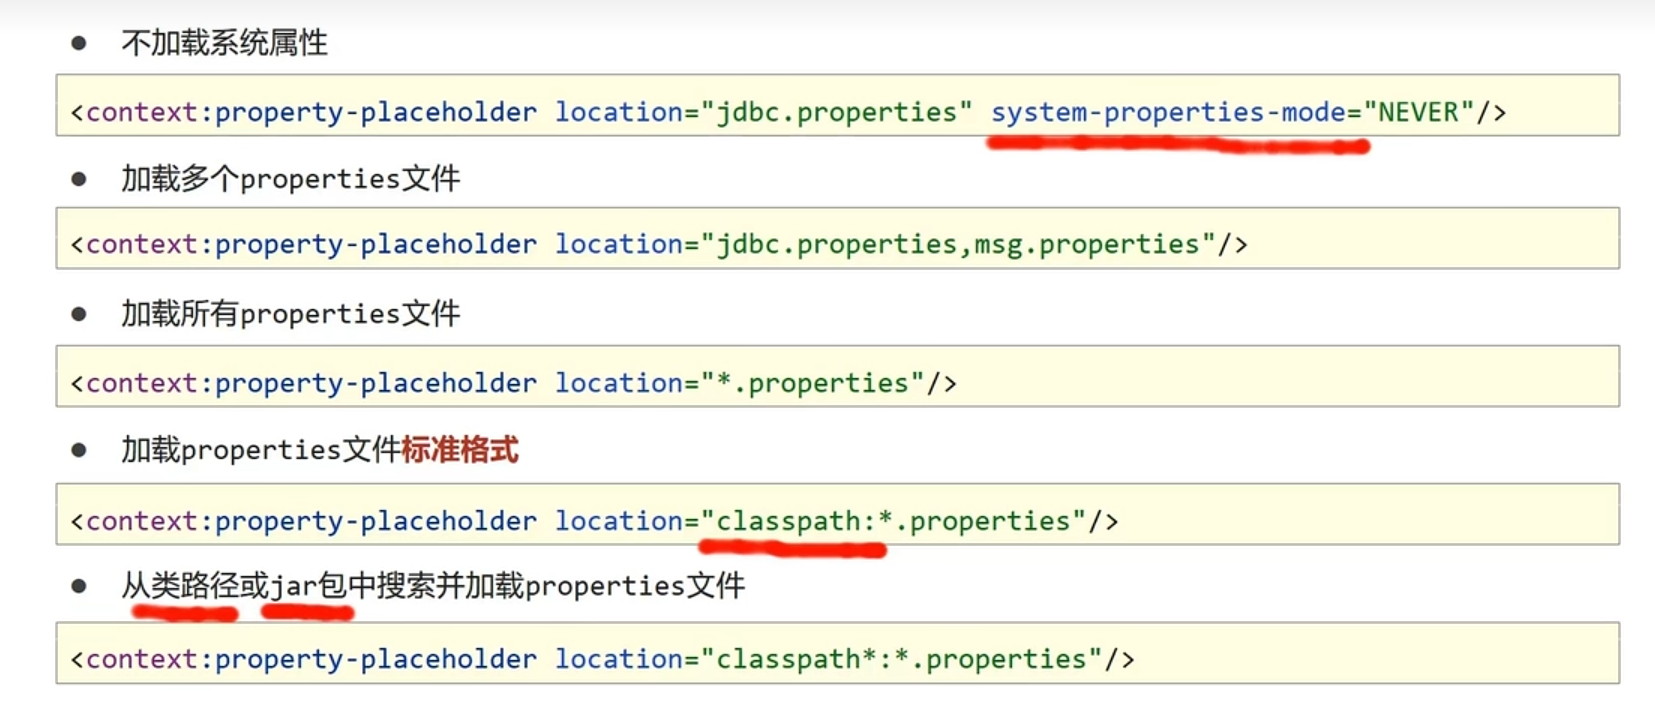 ● 不加载系统属性
<context:property-placeholder location="jdbc.properties" system-properties-mode="NEVER"/>
● 加载多个properties文件
<context:property-placeholder location="jdbc.properties,msg.properties"/>
● 加载所有properties文件
<context:property-placeholder location="*.properties"/>
● 加载properties文件标准格式
<context:property-placeholder location="classpath:*.properties"/>
● 从类路径或jar包中搜索并加载properties文件
<context:property-placeholder location="classpath*:*.properties"/>